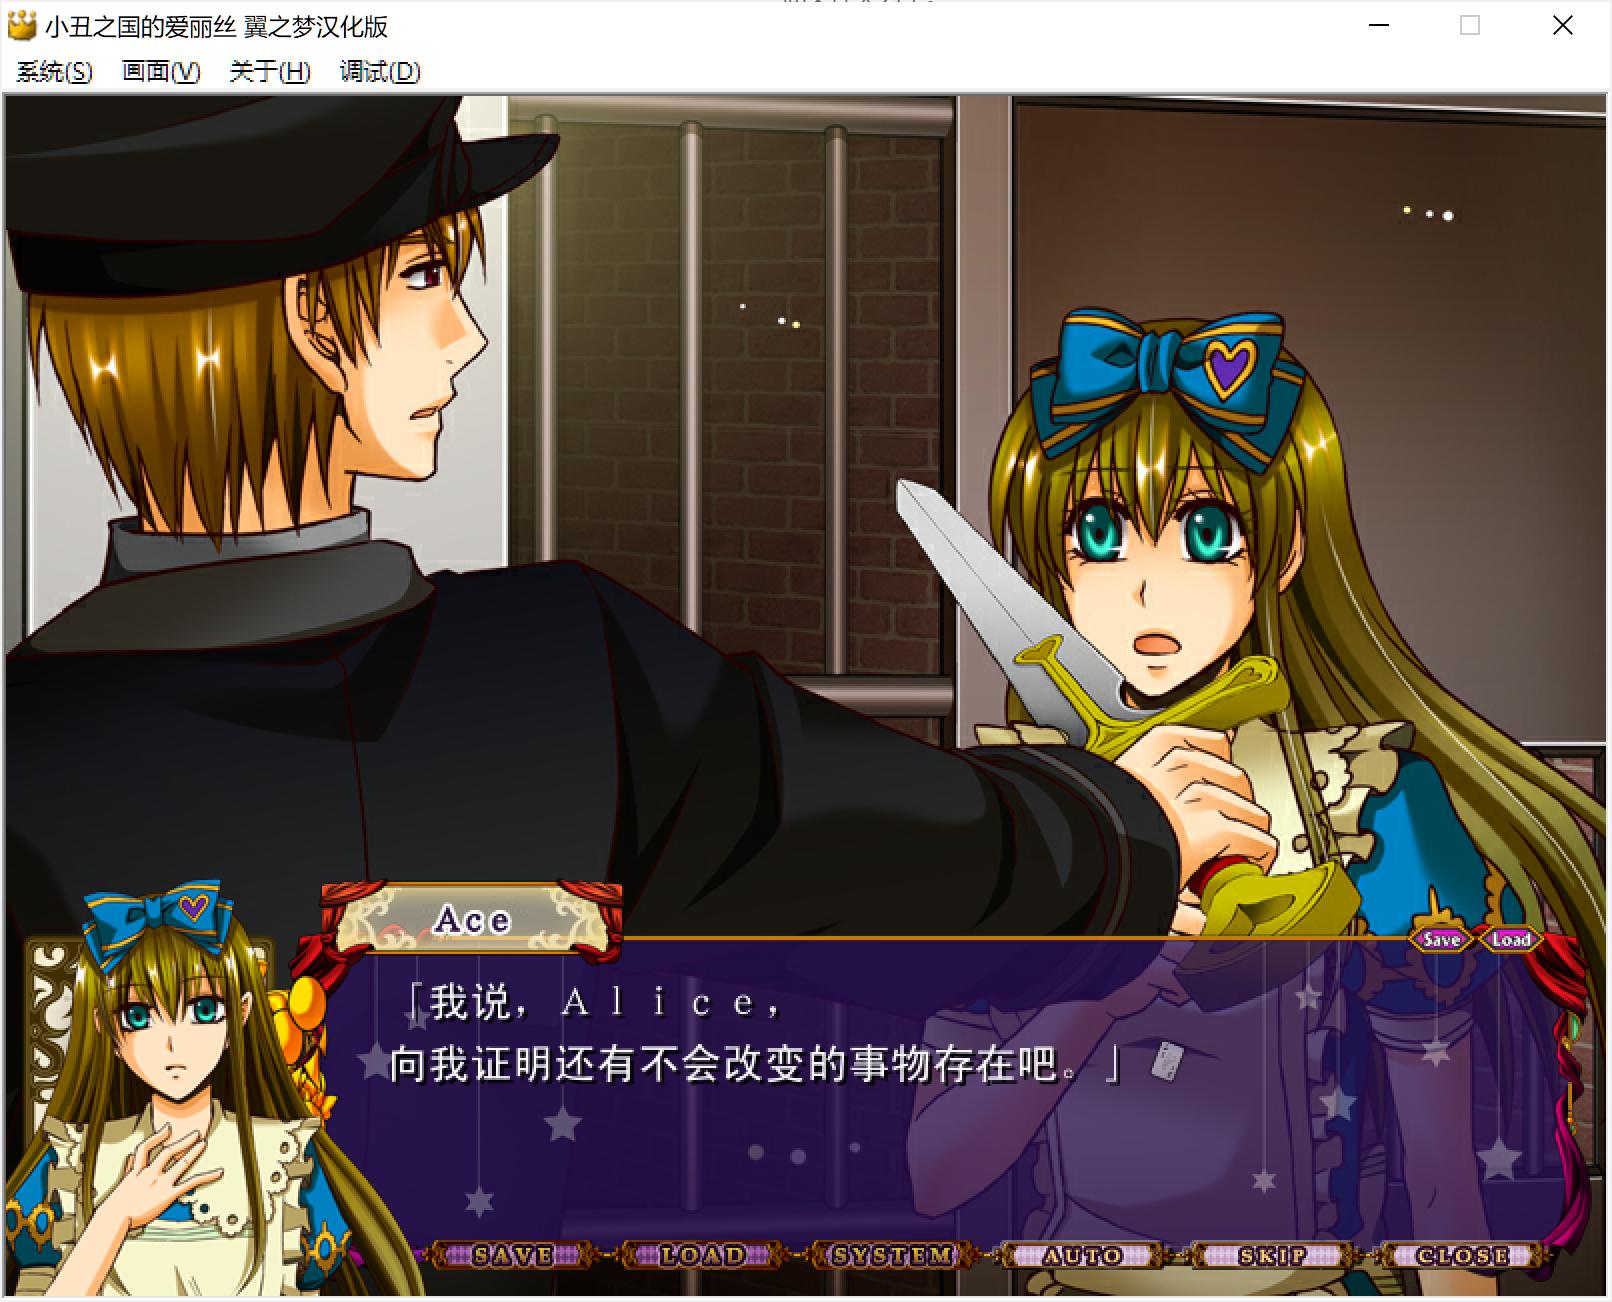 小丑之国的爱丽丝 翼之梦汉化版
系统(S) 画面(V) 关于(H) 调试(D)
Ace
Save Load
「我说，Ａｌｉｃｅ，
向我证明还有不会改变的事物存在吧。」
SAVE LOAD SYSTEM AUTO SKIP CLOSE